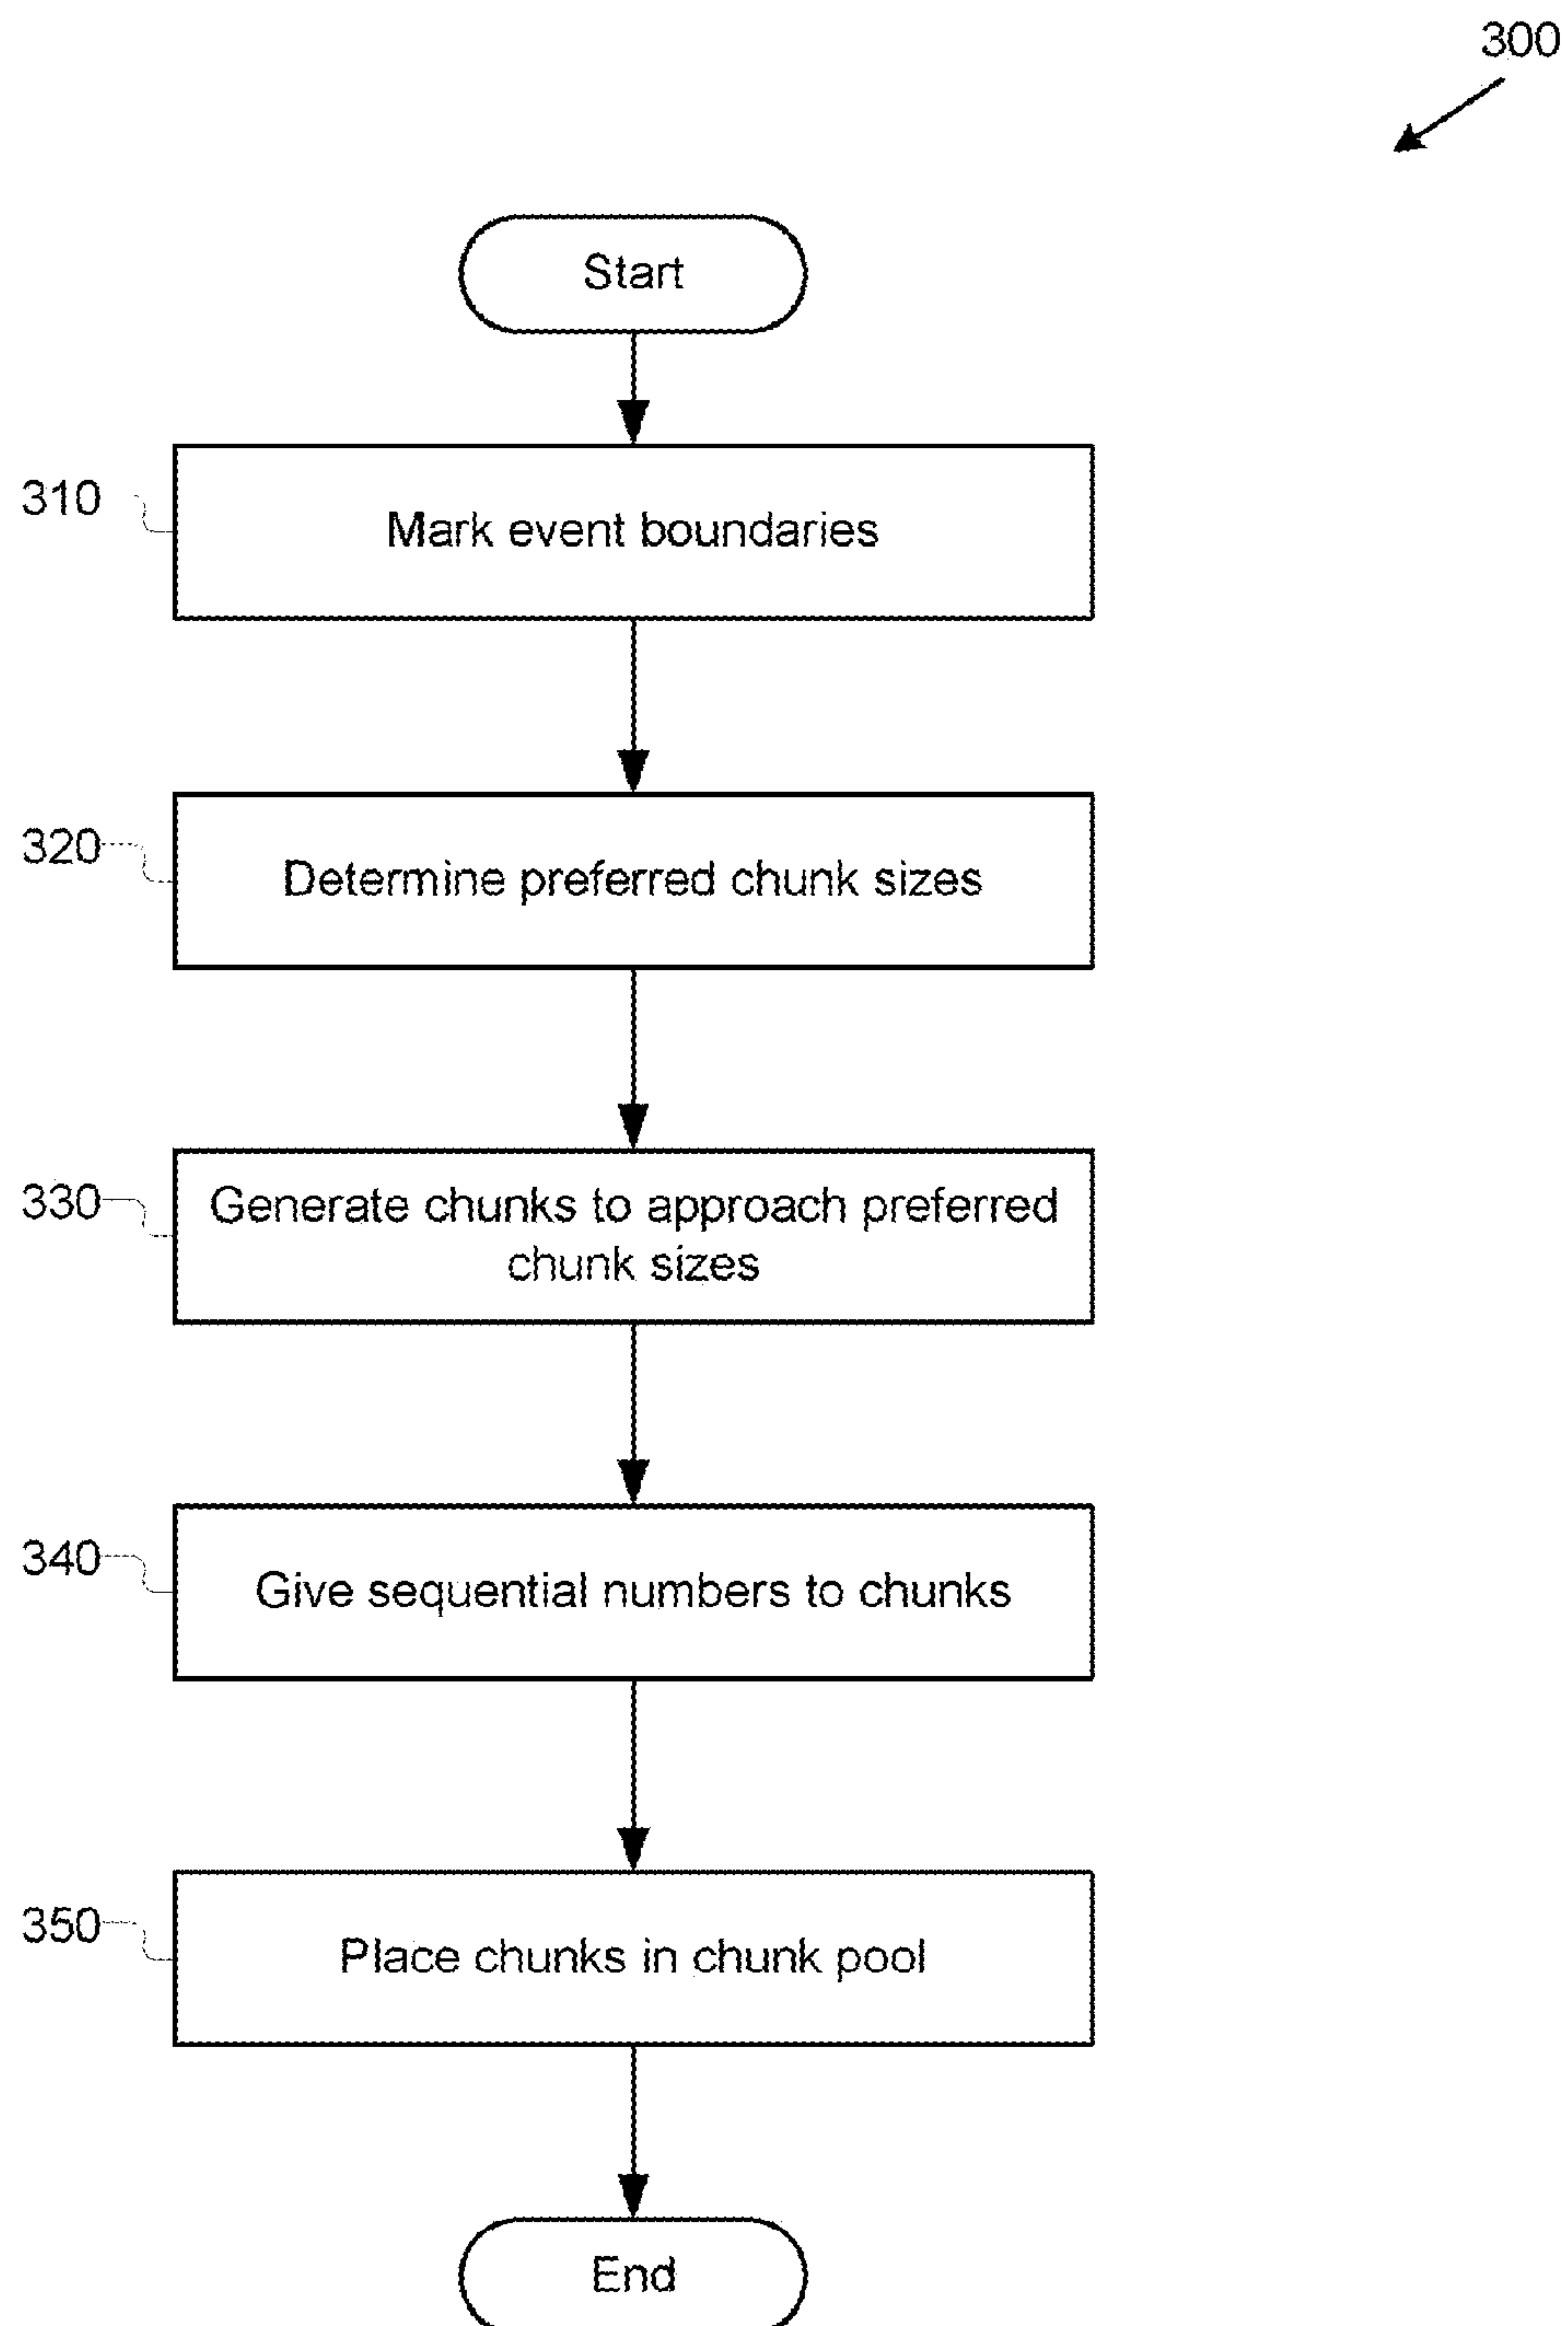 300
Start
310
Mark event boundaries
320
Determine preferred chunk sizes
330
Generate chunks to approach preferred
chunk sizes
340
Give sequential numbers to chunks
350
Place chunks in chunk pool
End